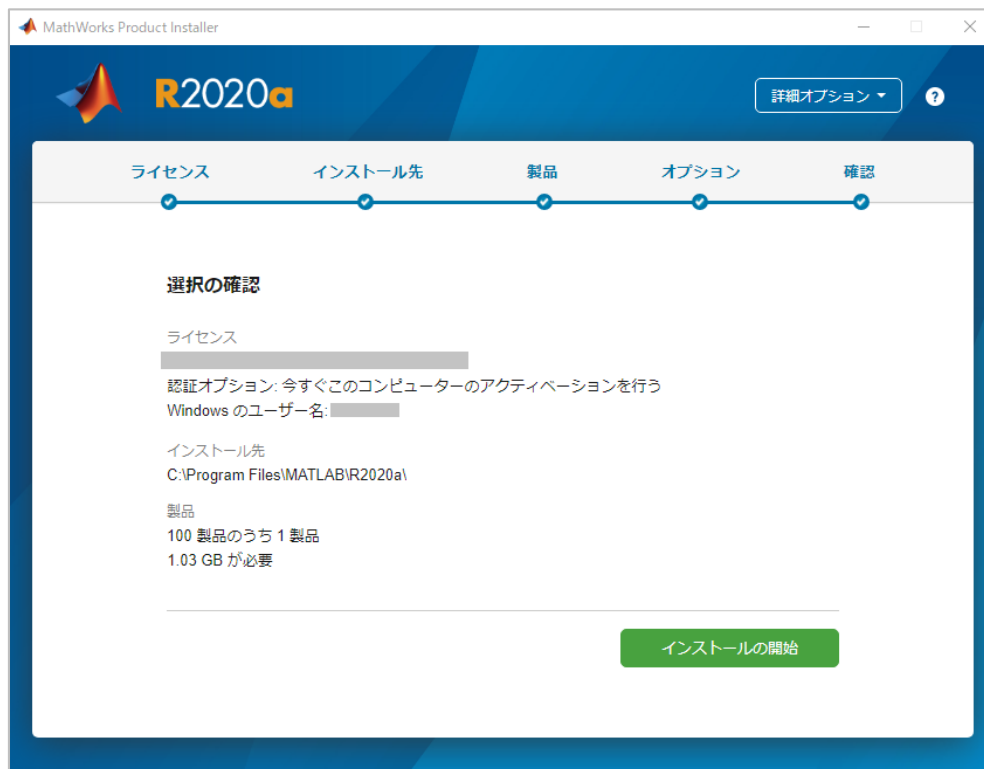 MathWorks Product Installer
R2020a
詳細オプション
?
ライセンス インストール先 製品 オプション 確認
選択の確認
ライセンス
認証オプション: 今すぐこのコンピューターのアクティベーションを行う
Windows のユーザー名:
インストール先
C:\Program Files\MATLAB\R2020a\
製品
100 製品のうち 1 製品
1.03 GB が必要
インストールの開始